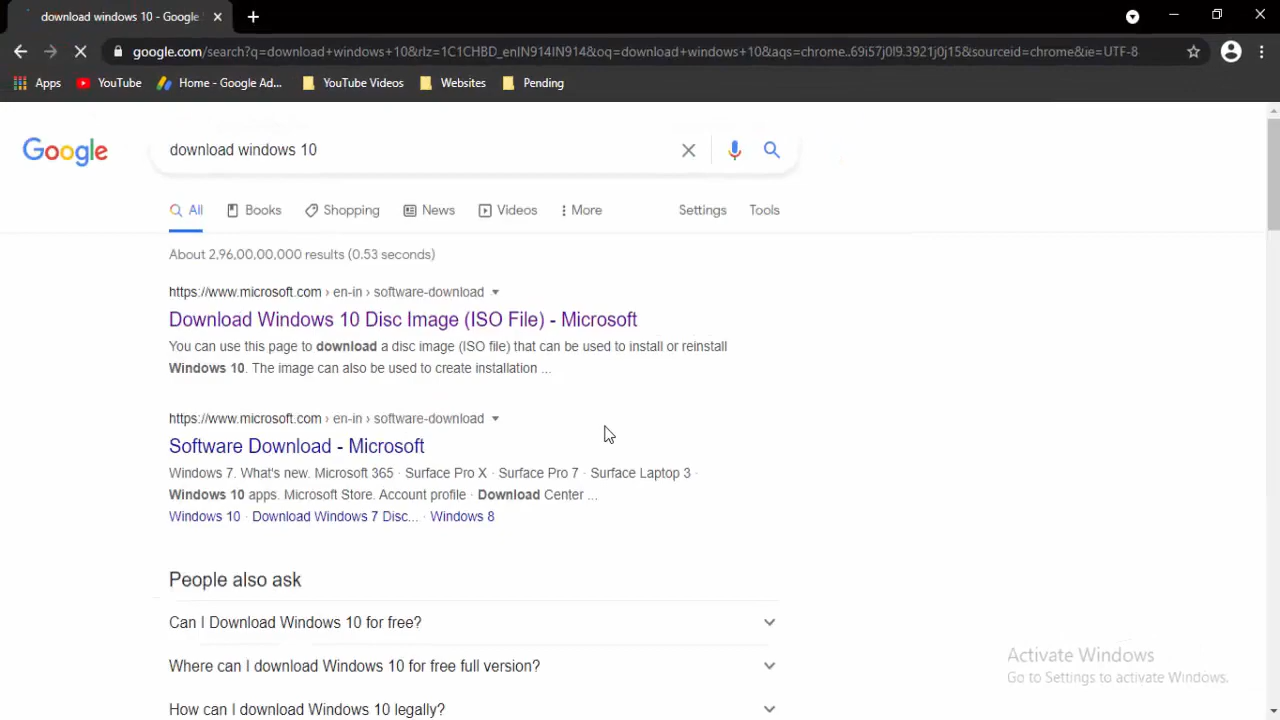 download windows 10 - Google
google.com/search?q=download+windows+10&rlz=1C1CHBD_enIN914IN914&oq=download+windows+10&aqs=chrome..69i57j0l9.3921j0j15&sourceid=chrome&ie=UTF-8
Apps YouTube Home - Google Ad... YouTube Videos Websites Pending
Google download windows 10
All Books Shopping News Videos More Settings Tools
About 2,96,00,00,000 results (0.53 seconds)
https://www.microsoft.com › en-in › software-download
Download Windows 10 Disc Image (ISO File) - Microsoft
You can use this page to download a disc image (ISO file) that can be used to install or reinstall
Windows 10. The image can also be used to create installation ...
https://www.microsoft.com › en-in › software-download
Software Download - Microsoft
Windows 7. What's new. Microsoft 365 · Surface Pro X · Surface Pro 7 · Surface Laptop 3 ·
Windows 10 apps. Microsoft Store. Account profile · Download Center ...
Windows 10 · Download Windows 7 Disc... · Windows 8
People also ask
Can I Download Windows 10 for free?
Where can I download Windows 10 for free full version?
How can I download Windows 10 legally?
Activate Windows
Go to Settings to activate Windows.